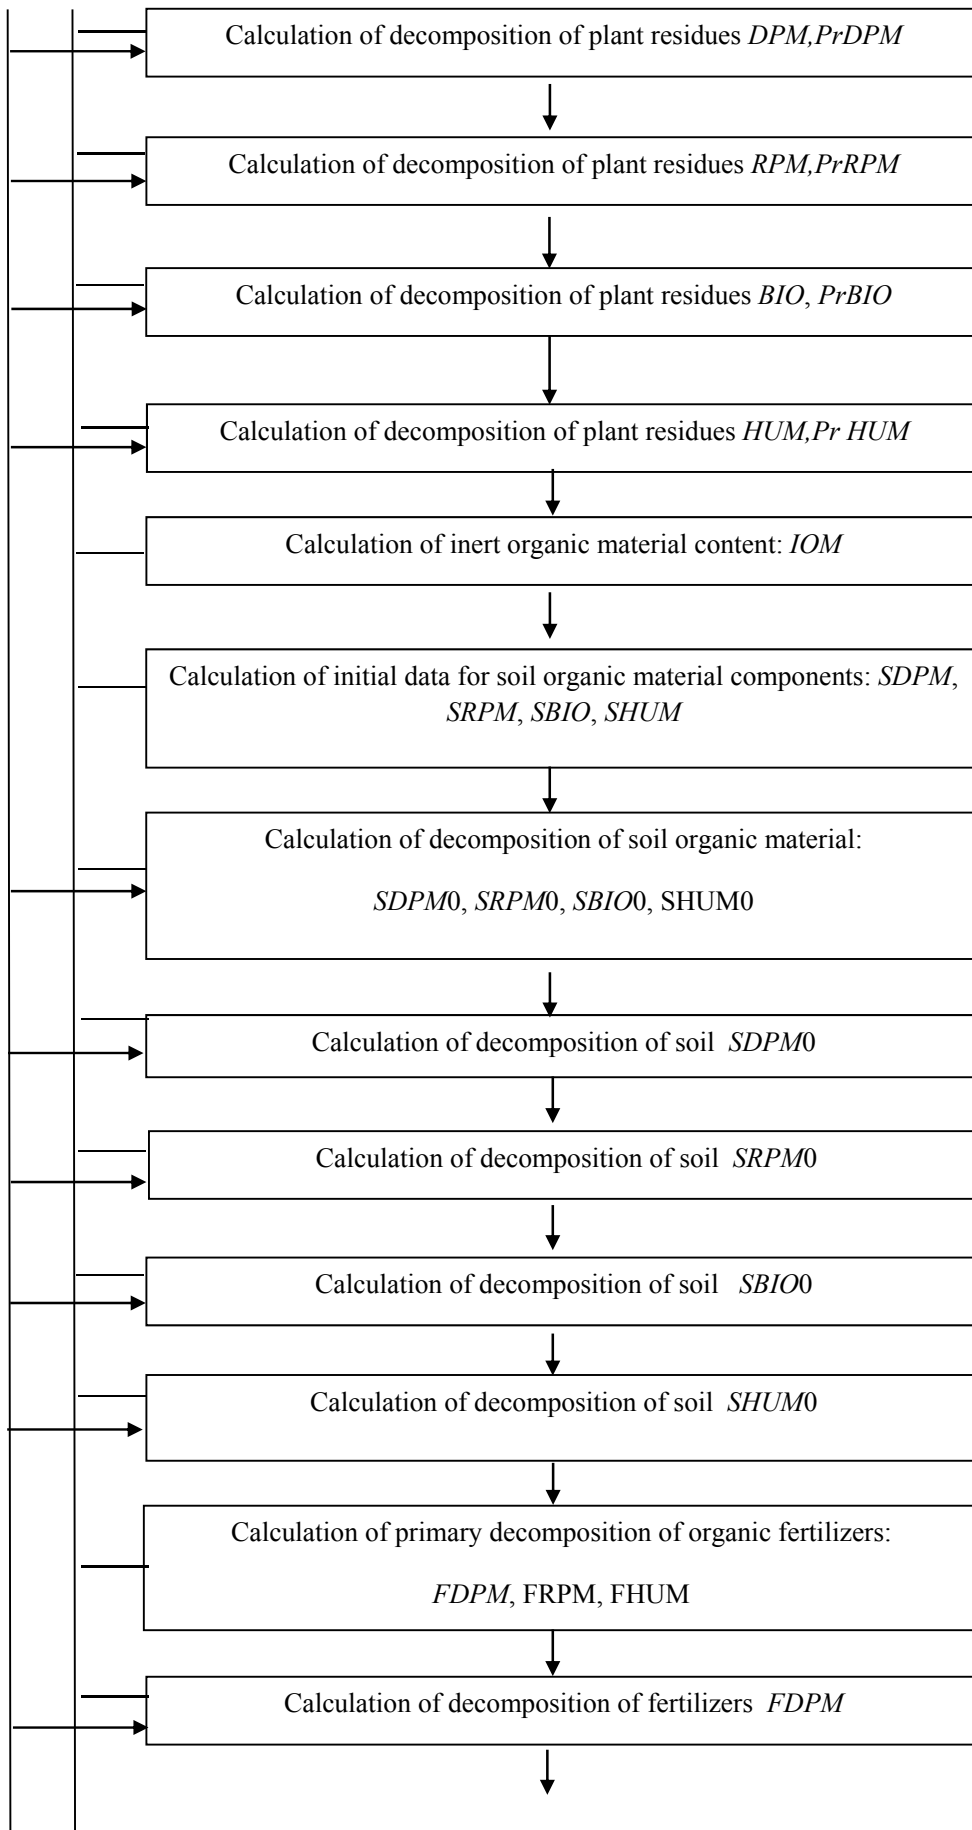 Calculation of decomposition of plant residues DPM,PrDPM
Calculation of decomposition of plant residues RPM,PrRPM
Calculation of decomposition of plant residues BIO, PrBIO
Calculation of decomposition of plant residues HUM,Pr HUM
Calculation of inert organic material content: IOM
Calculation of initial data for soil organic material components: SDPM,
SRPM, SBIO, SHUM
Calculation of decomposition of soil organic material:
SDPM0, SRPM0, SBIO0, SHUM0
Calculation of decomposition of soil SDPM0
Calculation of decomposition of soil SRPM0
Calculation of decomposition of soil SBIO0
Calculation of decomposition of soil SHUM0
Calculation of primary decomposition of organic fertilizers:
FDPM, FRPM, FHUM
Calculation of decomposition of fertilizers FDPM